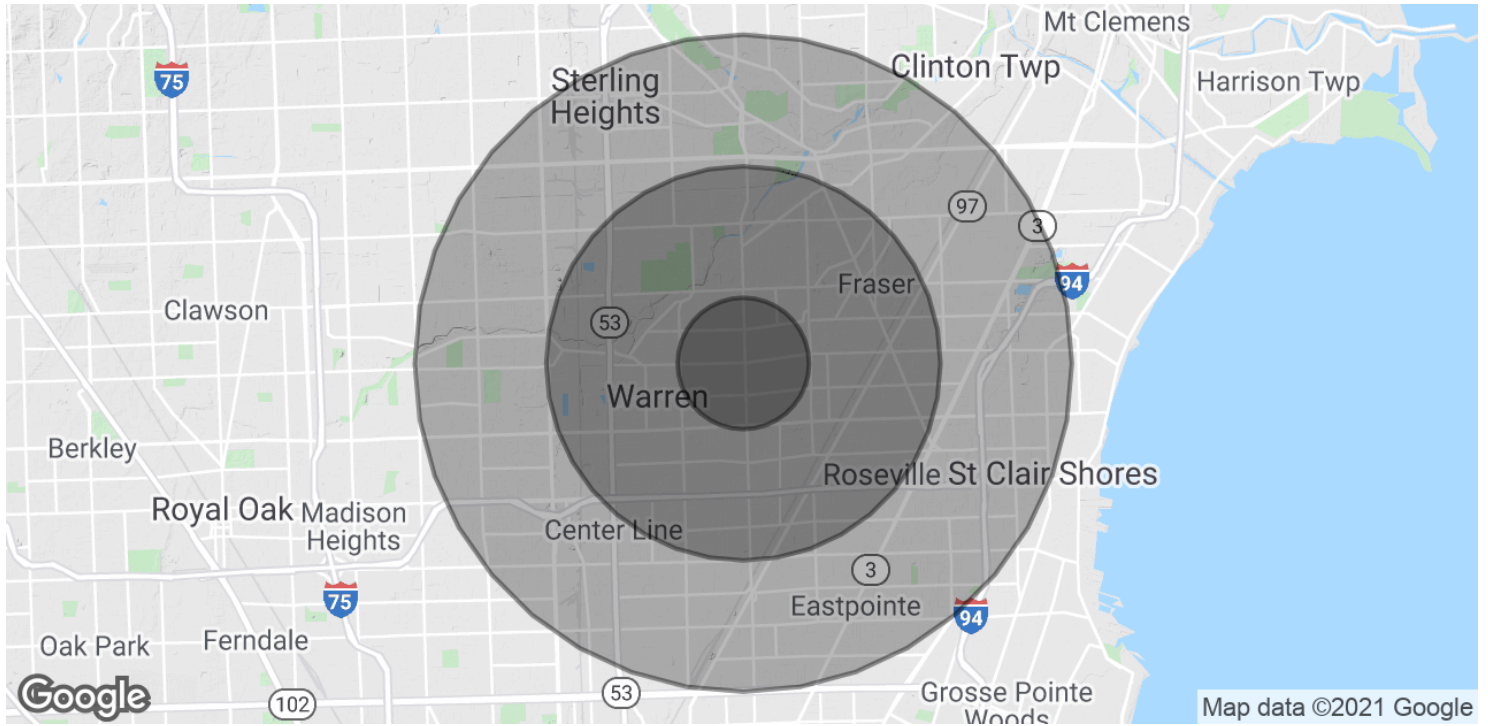 Mt Clemens
Clinton Twp
Sterling
Heights
75
Harrison Twp
97
3
94
Fraser
Clawson
53
Warren
Berkley
Roseville
St Clair Shores
Royal Oak
Madison
Heights
Center Line
3
75
Eastpointe
94
Oak Park
Ferndale
Google
102
53
Grosse Pointe
Woods
Map data ©2021 Google